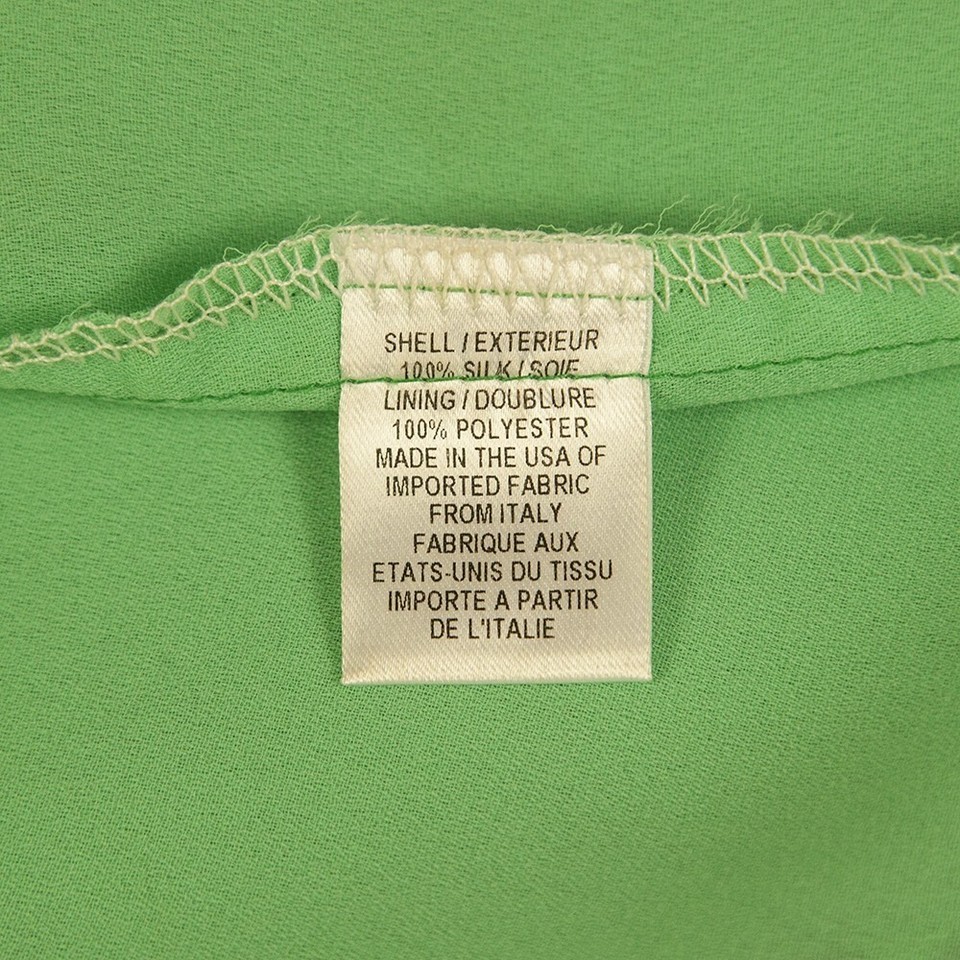 SHELL / EXTERIEUR
100% SILK / SOIE
LINING / DOUBLURE
100% POLYESTER
MADE IN THE USA OF
IMPORTED FABRIC
FROM ITALY
FABRIQUE AUX
ETATS-UNIS DU TISSU
IMPORTE A PARTIR
DE L'ITALIE